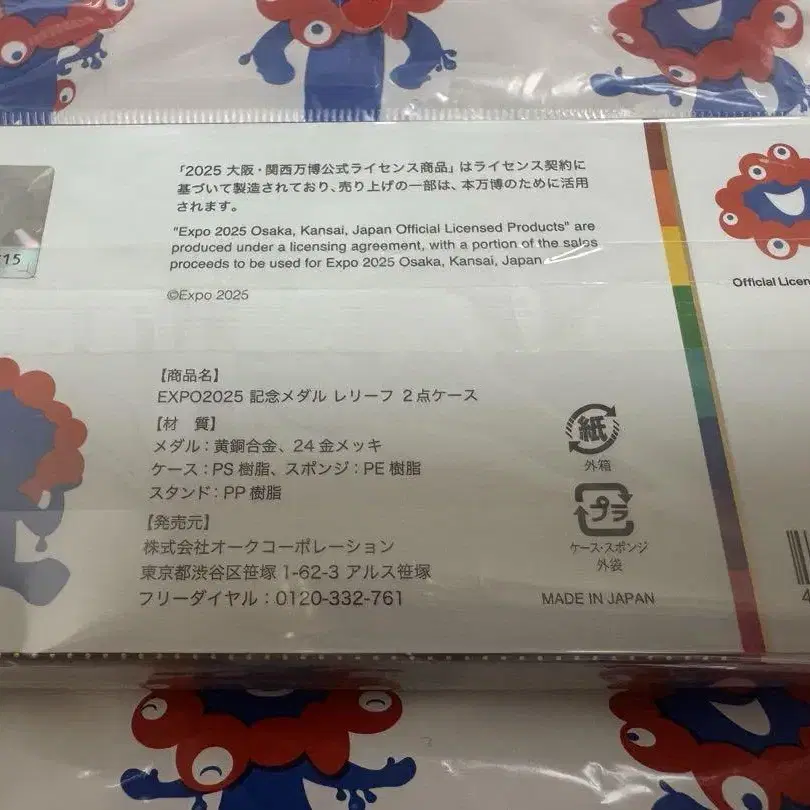 「2025 大阪・関西万博公式ライセンス商品」はライセンス契約に
基づいて製造されており、売り上げの一部は、本万博のために活用
されます。
"Expo 2025 Osaka, Kansai, Japan Official Licensed Products" are
produced under a licensing agreement, with a portion of the sales
proceeds to be used for Expo 2025 Osaka, Kansai, Japan.
©Expo 2025
15
Official
【商品名】
EXPO2025 記念メダル レリーフ 2点ケース
【材 質】
メダル：黄銅合金、24金メッキ
ケース：PS樹脂、スポンジ：PE樹脂
スタンド：PP樹脂
【発売元】
株式会社オークコーポレーション
東京都渋谷区笹塚1-62-3 アルス笹塚
フリーダイヤル：0120-332-761
紙
外箱
プラ
ケース・スポンジ
外袋
MADE IN JAPAN
4